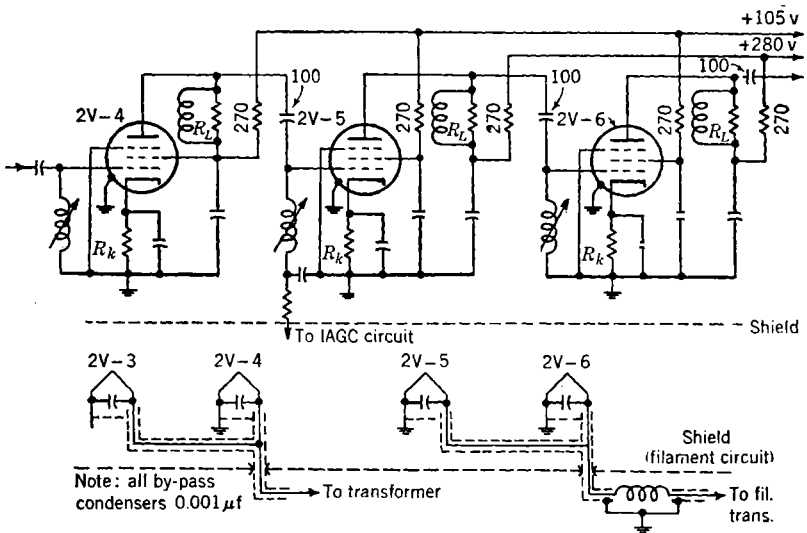 +105 v
+280 v
100
100
100
2V-4
R_L
270
2V-5
270
R_L
270
2V-6
270
R_L
270
R_k
R_k
R_k
To IAGC circuit
Shield
2V-3
2V-4
2V-5
2V-6
Shield
(filament circuit)
Note: all by-pass
condensers 0.001 μf
To transformer
To fil.
trans.